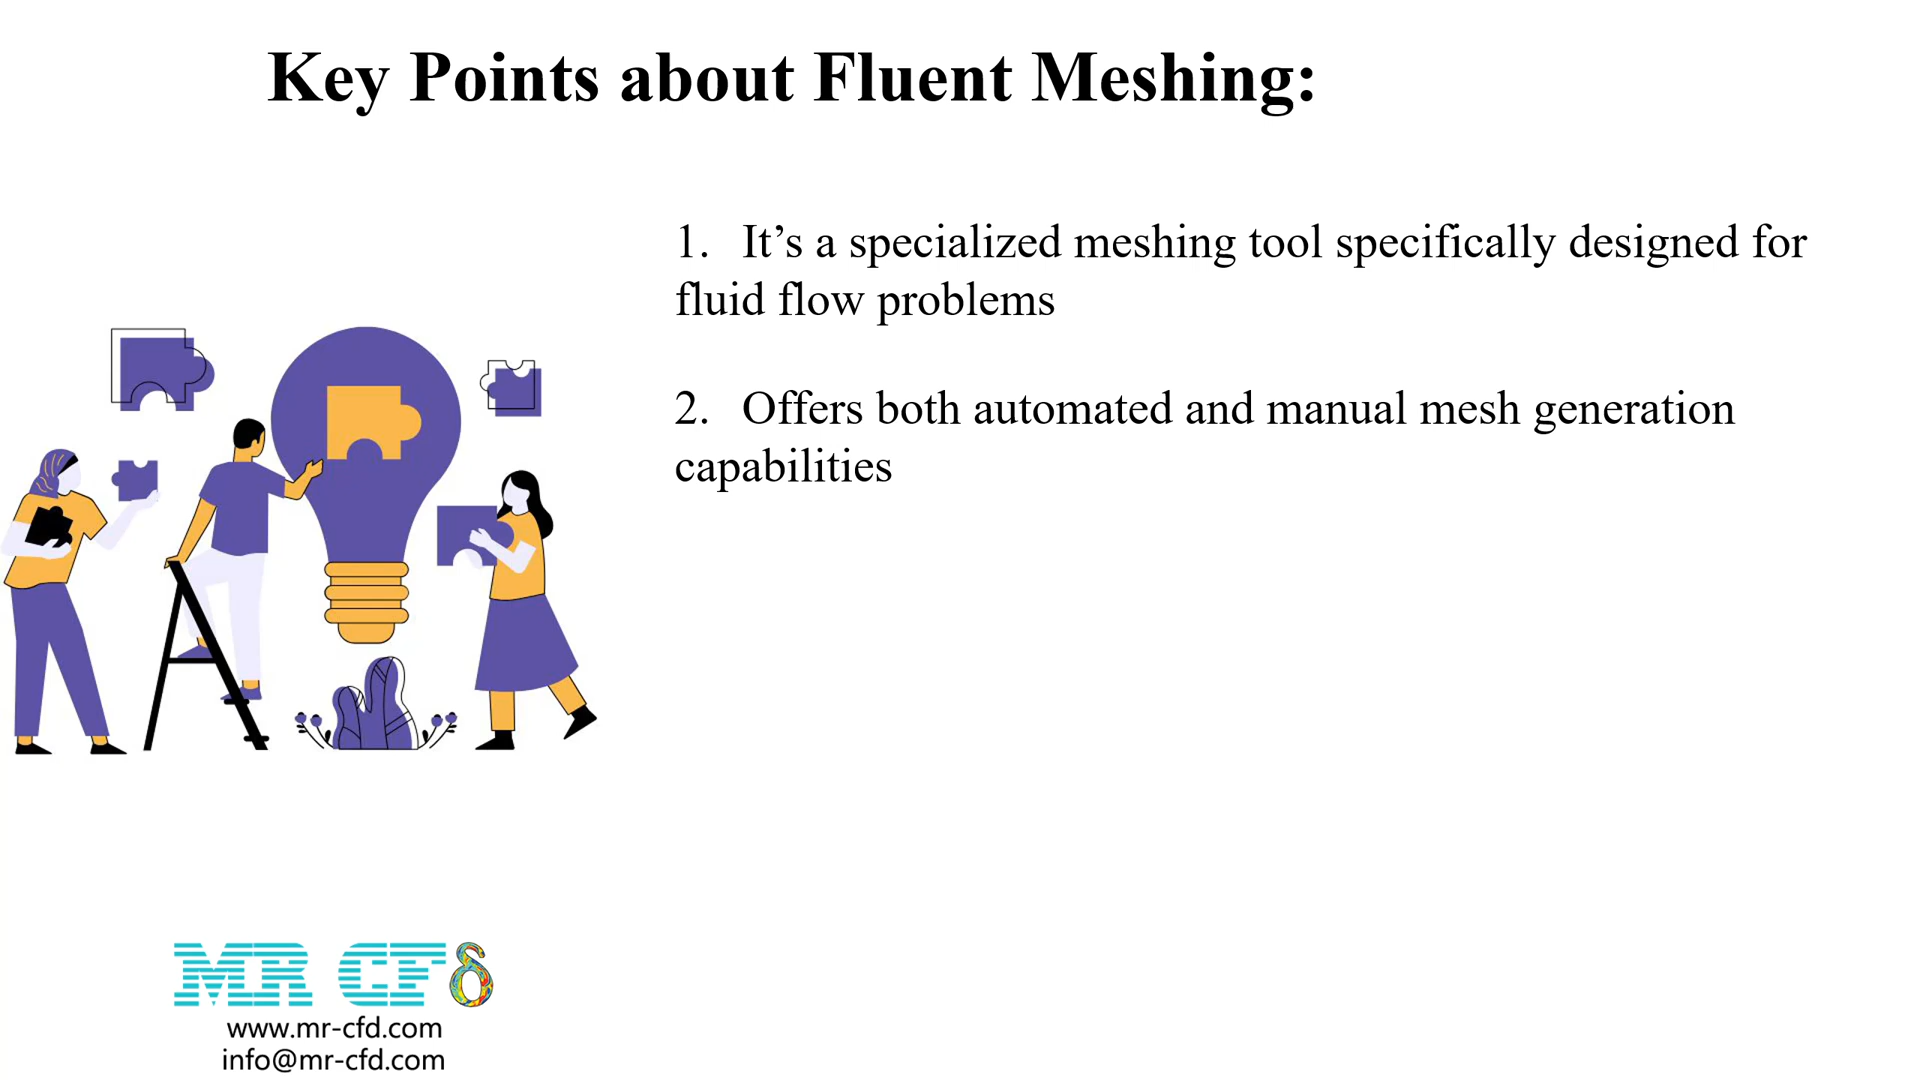 Key Points about Fluent Meshing:
1. It’s a specialized meshing tool specifically designed for
fluid flow problems
2. Offers both automated and manual mesh generation
capabilities
MR CFδ
www.mr-cfd.com
info@mr-cfd.com